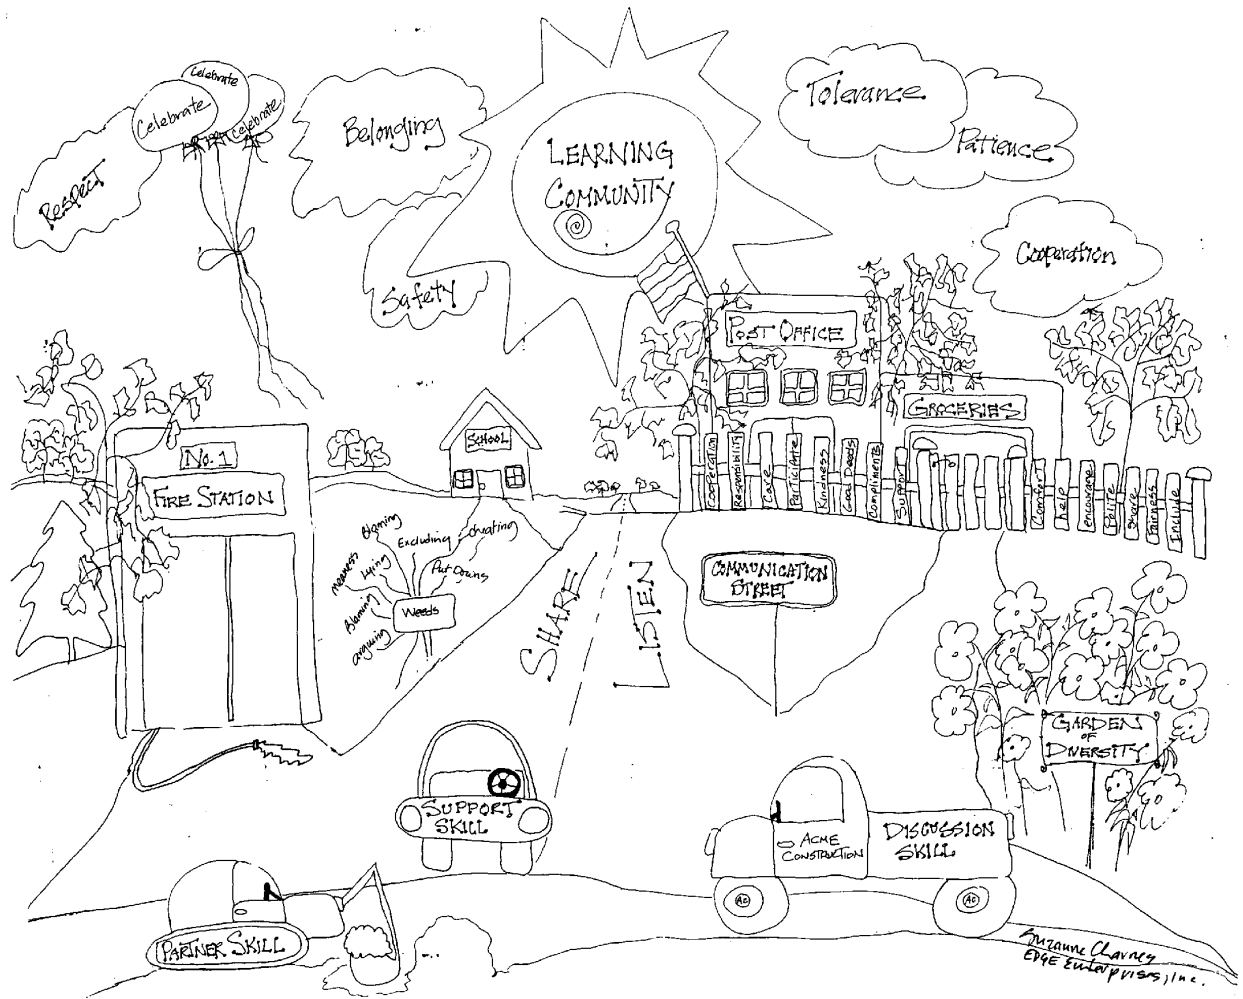 Celebrate
Celebrate
Celebrate
Respect
Belonging
Safety
LEARNING
COMMUNITY
Tolerance
Patience
Cooperation
POST OFFICE
GROCERIES
SCHOOL
No. 1
FIRE STATION
Cooperation
Responsibility
Care
Participate
Kindness
Good Deeds
Compliments
Support
Comfort
help
encourage
Polite
share
Fairness
Include
Blaming
Excluding
cheating
meanness
Lying
Put Downs
Blaming
arguing
Weeds
SHARE
LISTEN
COMMUNICATION
STREET
GARDEN
OF
DIVERSITY
SUPPORT
SKILL
ACME
CONSTRUCTION
DISCUSSION
SKILL
AC
AC
PARTNER SKILL
Suzanne Charney
EDGE Enterprises, Inc.